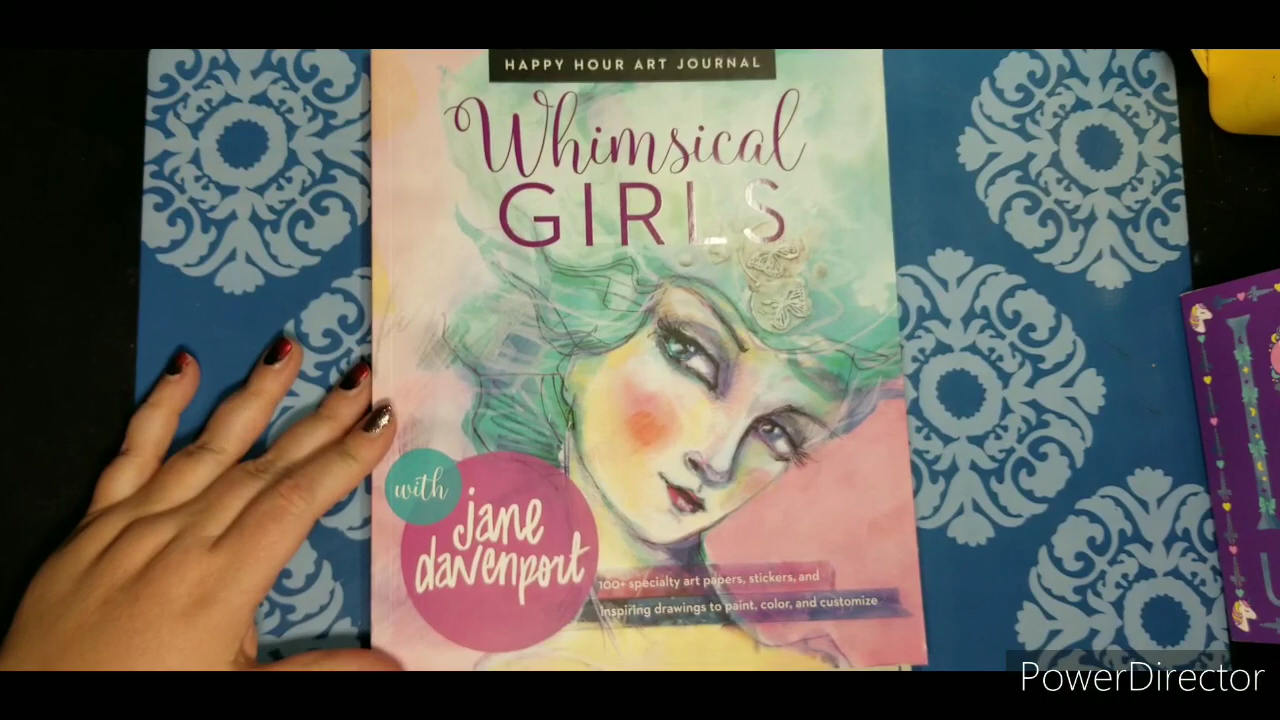 HAPPY HOUR ART JOURNAL
Whimsical
GIRLS
with
jane
davenport
100+ specialty art papers, stickers, and
inspiring drawings to paint, color, and customize
PowerDirector